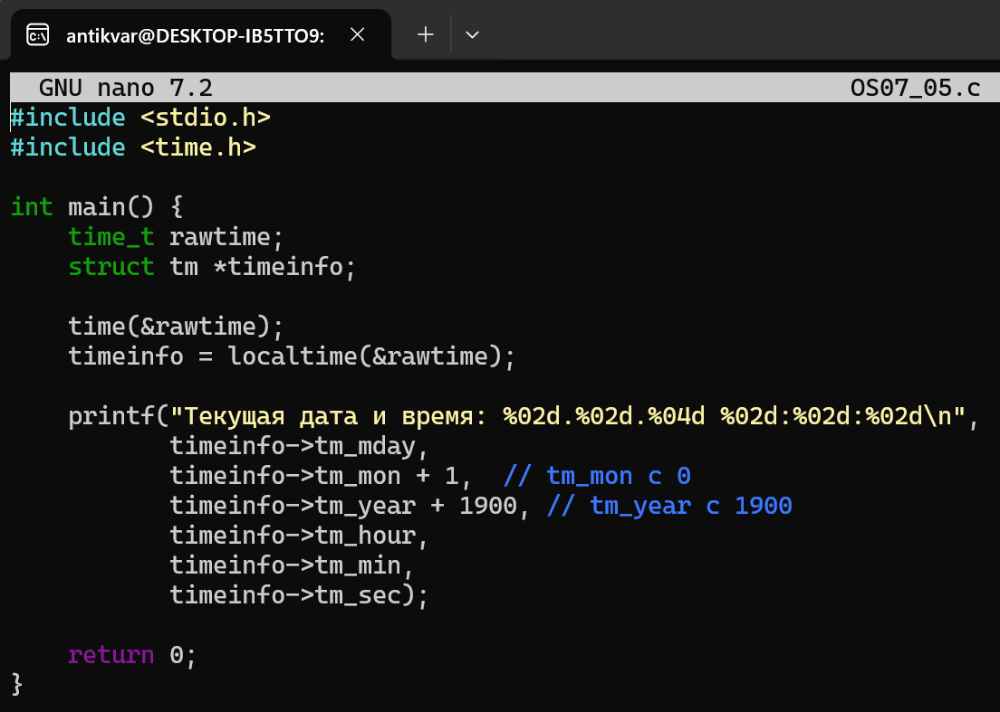 antikvar@DESKTOP-IB5TTO9:
GNU nano 7.2 OS07_05.c
#include <stdio.h>
#include <time.h>
int main() {
    time_t rawtime;
    struct tm *timeinfo;
    time(&rawtime);
    timeinfo = localtime(&rawtime);
    printf("Текущая дата и время: %02d.%02d.%04d %02d:%02d:%02d\n",
           timeinfo->tm_mday,
           timeinfo->tm_mon + 1,  // tm_mon с 0
           timeinfo->tm_year + 1900, // tm_year с 1900
           timeinfo->tm_hour,
           timeinfo->tm_min,
           timeinfo->tm_sec);
    return 0;
}